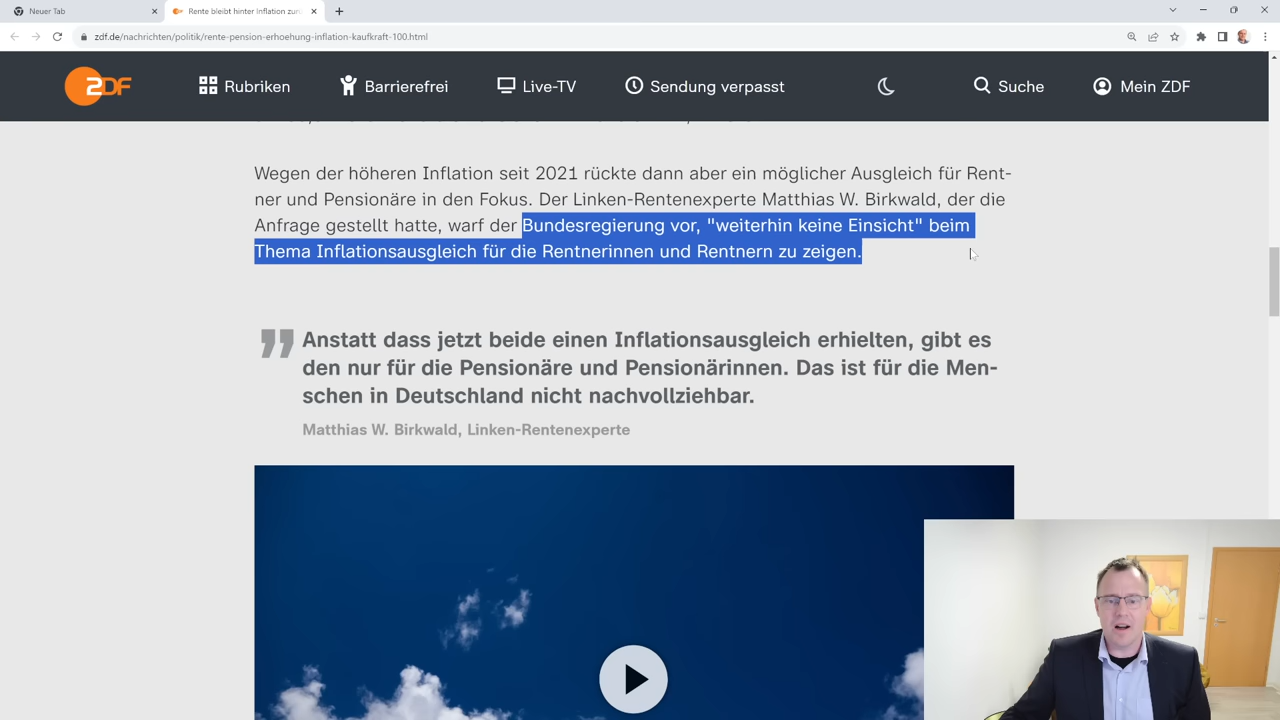 Neuer Tab
Rente bleibt hinter Inflation zur
zdf.de/nachrichten/politik/rente-pension-erhoehung-inflation-kaufkraft-100.html
2DF
Rubriken
Barrierefrei
Live-TV
Sendung verpasst
Suche
Mein ZDF
Wegen der höheren Inflation seit 2021 rückte dann aber ein möglicher Ausgleich für Rent-
ner und Pensionäre in den Fokus. Der Linken-Rentenexperte Matthias W. Birkwald, der die
Anfrage gestellt hatte, warf der Bundesregierung vor, "weiterhin keine Einsicht" beim
Thema Inflationsausgleich für die Rentnerinnen und Rentnern zu zeigen.
Anstatt dass jetzt beide einen Inflationsausgleich erhielten, gibt es
den nur für die Pensionäre und Pensionärinnen. Das ist für die Men-
schen in Deutschland nicht nachvollziehbar.
Matthias W. Birkwald, Linken-Rentenexperte